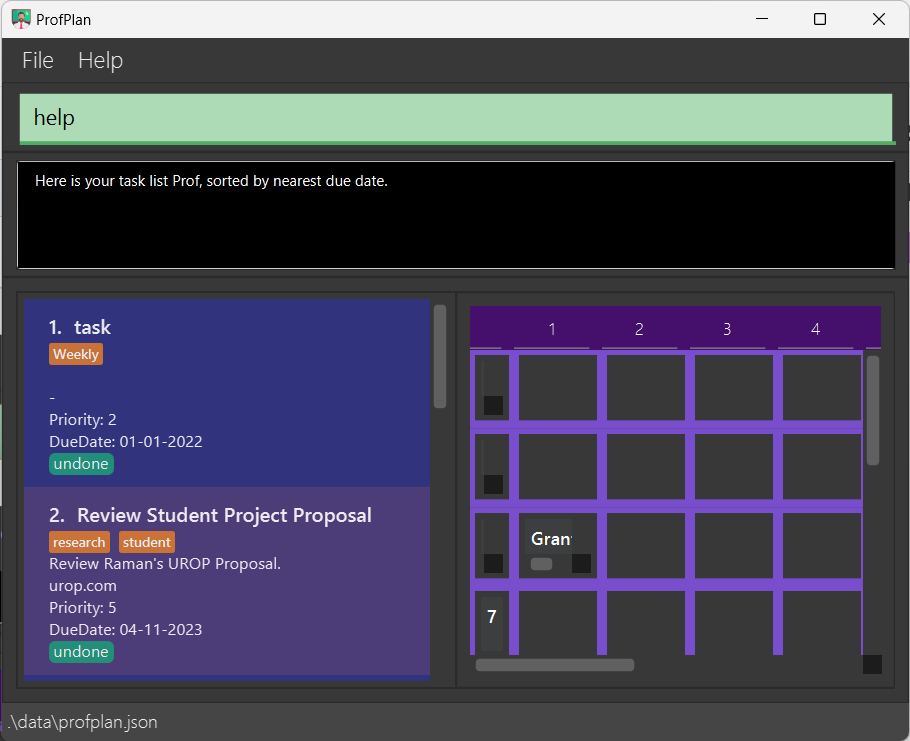 ProfPlan
File Help
help
Here is your task list Prof, sorted by nearest due date.
1. task
Weekly
-
Priority: 2
DueDate: 01-01-2022
undone
2. Review Student Project Proposal
research student
Review Raman's UROP Proposal.
urop.com
Priority: 5
DueDate: 04-11-2023
undone
1 2 3 4
Gran
7
.\data\profplan.json